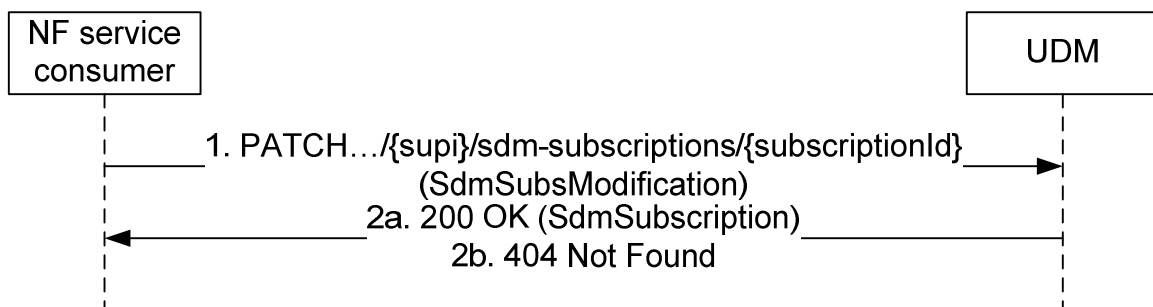 NF service
consumer
UDM
1. PATCH…/{supi}/sdm-subscriptions/{subscriptionId}
(SdmSubsModification)
2a. 200 OK (SdmSubscription)
2b. 404 Not Found